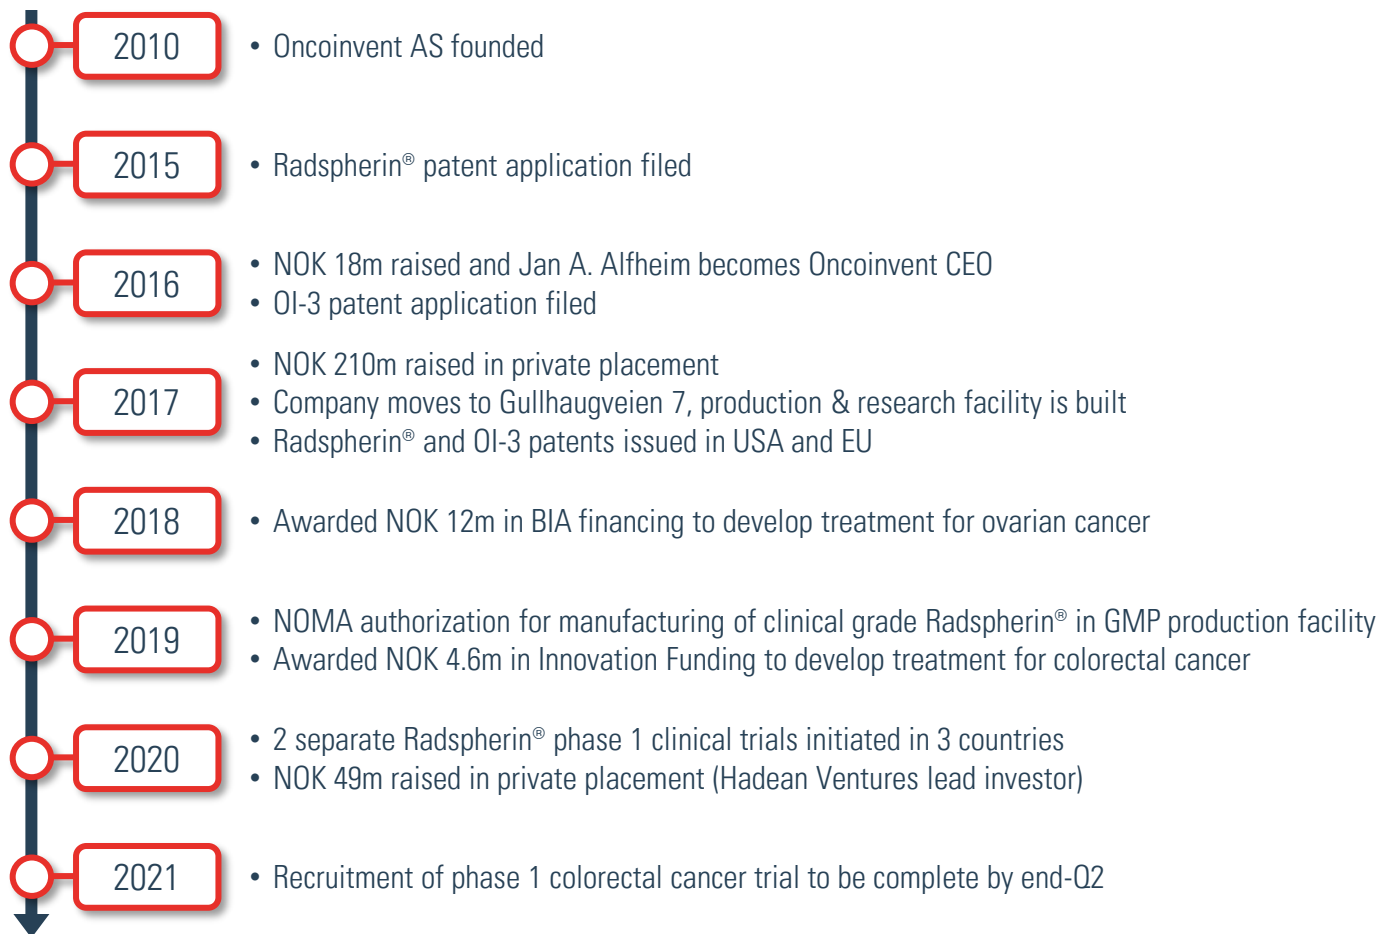 2010
• Oncoinvent AS founded
2015
• Radspherin® patent application filed
2016
• NOK 18m raised and Jan A. Alfheim becomes Oncoinvent CEO
• OI-3 patent application filed
2017
• NOK 210m raised in private placement
• Company moves to Gullhaugveien 7, production & research facility is built
• Radspherin® and OI-3 patents issued in USA and EU
2018
• Awarded NOK 12m in BIA financing to develop treatment for ovarian cancer
2019
• NOMA authorization for manufacturing of clinical grade Radspherin® in GMP production facility
• Awarded NOK 4.6m in Innovation Funding to develop treatment for colorectal cancer
2020
• 2 separate Radspherin® phase 1 clinical trials initiated in 3 countries
• NOK 49m raised in private placement (Hadean Ventures lead investor)
2021
• Recruitment of phase 1 colorectal cancer trial to be complete by end-Q2